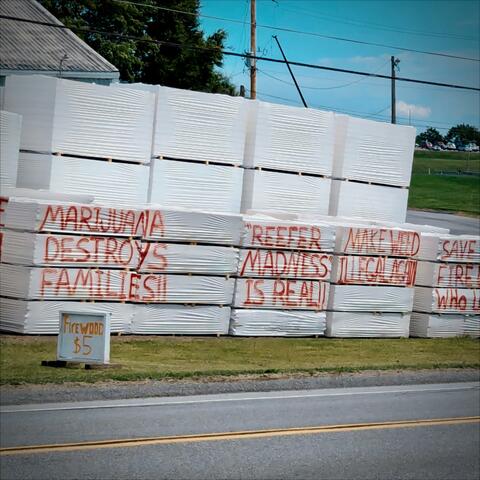 MARIJUANA
DESTROYS
FAMILIES!!
"REEFER
MADNESS
IS REAL!!
MAKE WEED
ILLEGAL AGAIN
SAVE
FIRE
WHO
FIREWOOD
$5